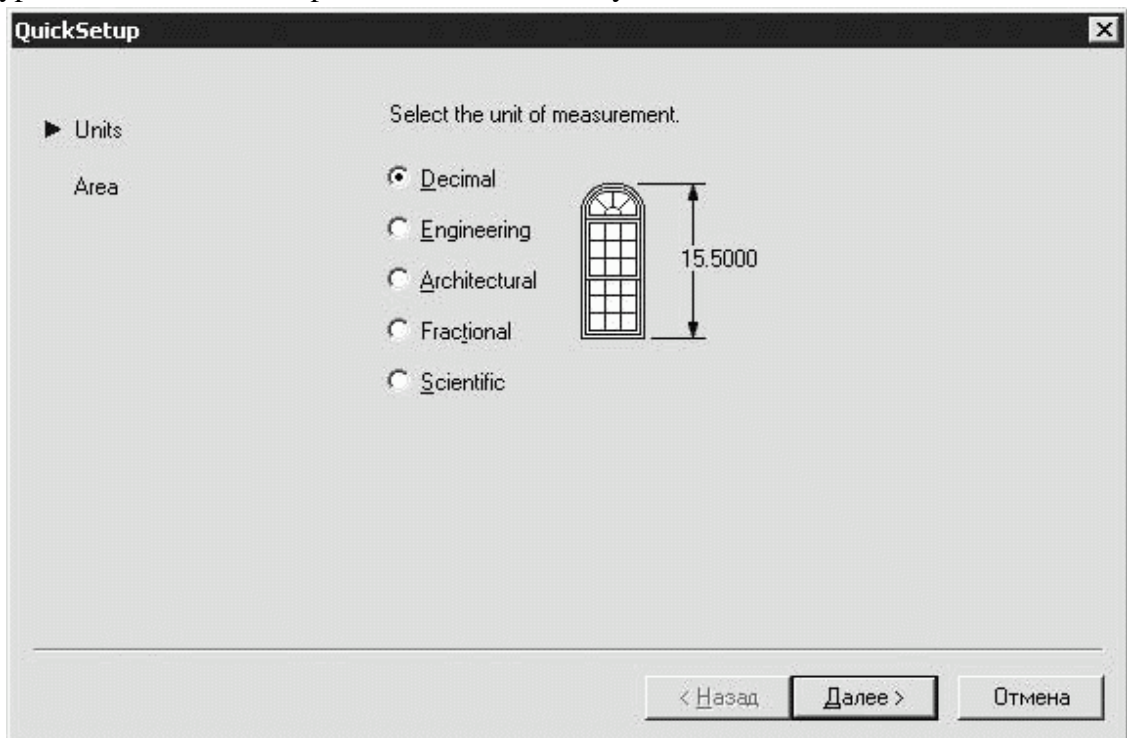 QuickSetup
Units
Area
Select the unit of measurement.
Decimal
Engineering
Architectural
Fractional
Scientific
15.5000
< Назад
Далее >
Отмена